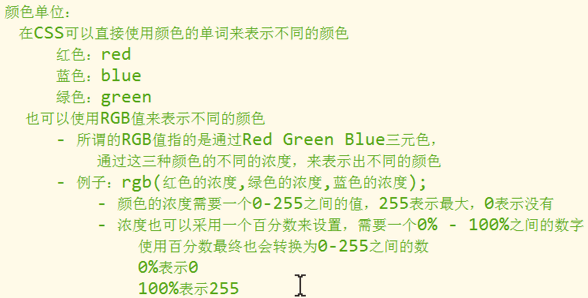 颜色单位：
在CSS可以直接使用颜色的单词来表示不同的颜色
红色：red
蓝色：blue
绿色：green
也可以使用RGB值来表示不同的颜色
- 所谓的RGB值指的是通过Red Green Blue三元色，
通过这三种颜色的不同的浓度，来表示出不同的颜色
- 例子：rgb(红色的浓度,绿色的浓度,蓝色的浓度);
- 颜色的浓度需要一个0-255之间的值，255表示最大，0表示没有
- 浓度也可以采用一个百分数来设置，需要一个0% - 100%之间的数字
使用百分数最终也会转换为0-255之间的数
0%表示0
100%表示255